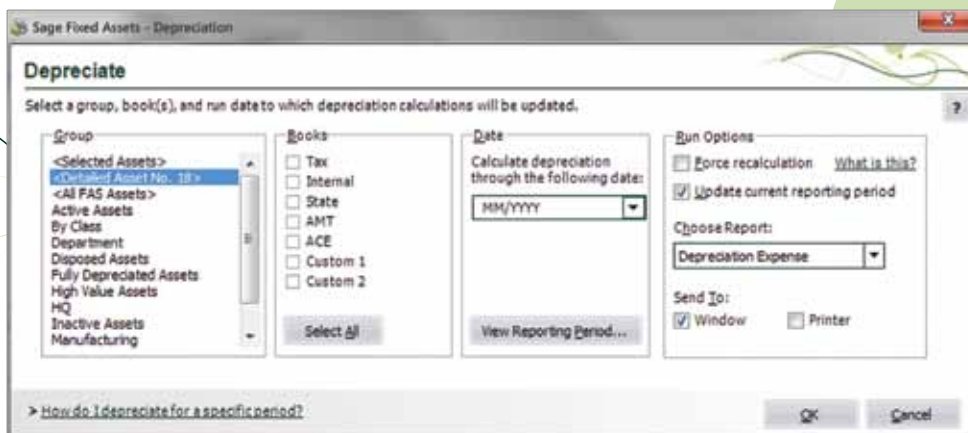 Sage Fixed Assets - Depreciation
Depreciate
Select a group, book(s), and run date to which depreciation calculations will be updated.
?
Group
<Selected Assets>
<Detailed Asset No. 18>
<All FAS Assets>
Active Assets
By Class
Department
Disposed Assets
Fully Depreciated Assets
High Value Assets
HQ
Inactive Assets
Manufacturing
Books
Tax
Internal
State
AMT
ACE
Custom 1
Custom 2
Select All
Date
Calculate depreciation
through the following date:
MM/YYYY
View Reporting Period...
Run Options
Force recalculation What is this?
Update current reporting period
Choose Report:
Depreciation Expense
Send To:
Window Printer
> How do I depreciate for a specific period?
OK Cancel